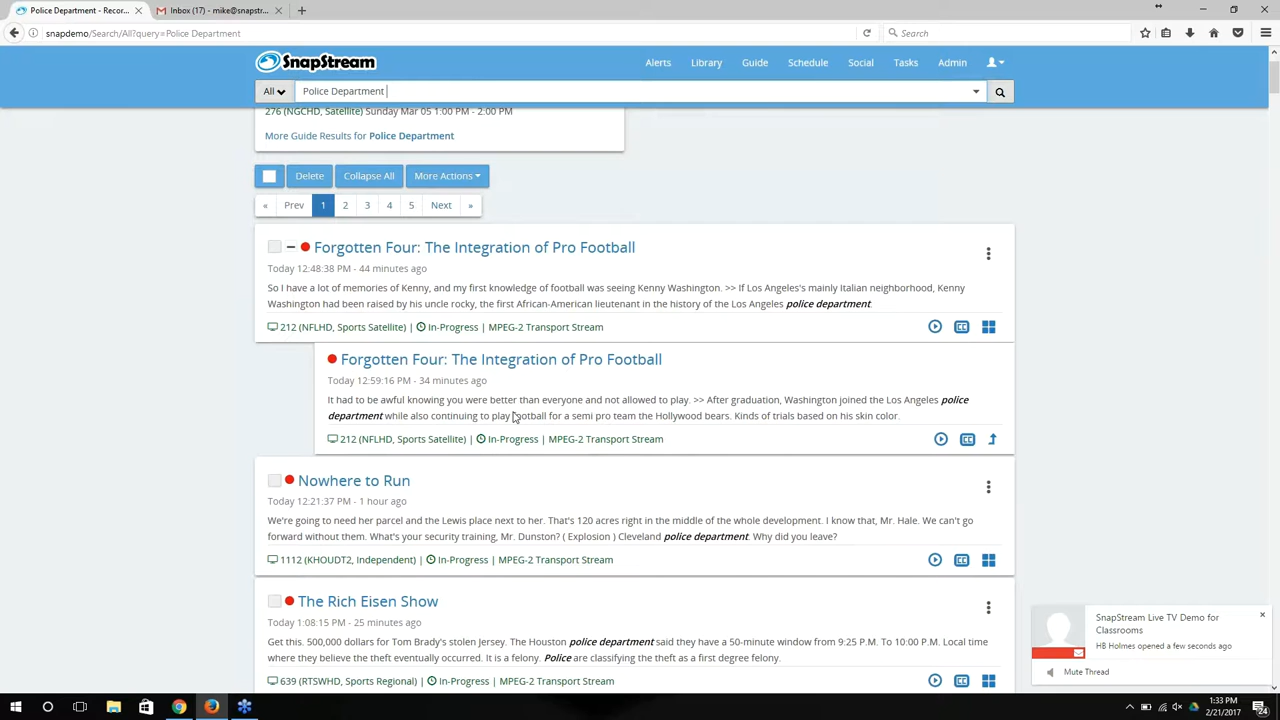 Police Department - Recor...
Inbox (17) - mike@snapstr...
snapdemo/Search/All?query=Police Department
Search
SnapStream
Alerts
Library
Guide
Schedule
Social
Tasks
Admin
All
Police Department
276 (NGCHD, Satellite) Sunday Mar 05 1:00 PM - 2:00 PM
More Guide Results for Police Department
Delete
Collapse All
More Actions
« Prev 1 2 3 4 5 Next »
Forgotten Four: The Integration of Pro Football
Today 12:48:38 PM - 44 minutes ago
So I have a lot of memories of Kenny, and my first knowledge of football was seeing Kenny Washington. >> If Los Angeles's mainly Italian neighborhood, Kenny
Washington had been raised by his uncle rocky, the first African-American lieutenant in the history of the Los Angeles police department.
212 (NFLHD, Sports Satellite) | In-Progress | MPEG-2 Transport Stream
CC
Forgotten Four: The Integration of Pro Football
Today 12:59:16 PM - 34 minutes ago
It had to be awful knowing you were better than everyone and not allowed to play. >> After graduation, Washington joined the Los Angeles police
department while also continuing to play football for a semi pro team the Hollywood bears. Kinds of trials based on his skin color.
212 (NFLHD, Sports Satellite) | In-Progress | MPEG-2 Transport Stream
CC
Nowhere to Run
Today 12:21:37 PM - 1 hour ago
We're going to need her parcel and the Lewis place next to her. That's 120 acres right in the middle of the whole development. I know that, Mr. Hale. We can't go
forward without them. What's your security training, Mr. Dunston? ( Explosion ) Cleveland police department. Why did you leave?
1112 (KHOUDT2, Independent) | In-Progress | MPEG-2 Transport Stream
CC
The Rich Eisen Show
Today 1:08:15 PM - 25 minutes ago
Get this. 500,000 dollars for Tom Brady's stolen Jersey. The Houston police department said they have a 50-minute window from 9:25 P.M. To 10:00 P.M. Local time
where they believe the theft eventually occurred. It is a felony. Police are classifying the theft as a first degree felony.
639 (RTSWHD, Sports Regional) | In-Progress | MPEG-2 Transport Stream
CC
SnapStream Live TV Demo for
Classrooms
HB Holmes opened a few seconds ago
Mute Thread
1:33 PM
2/21/2017
24